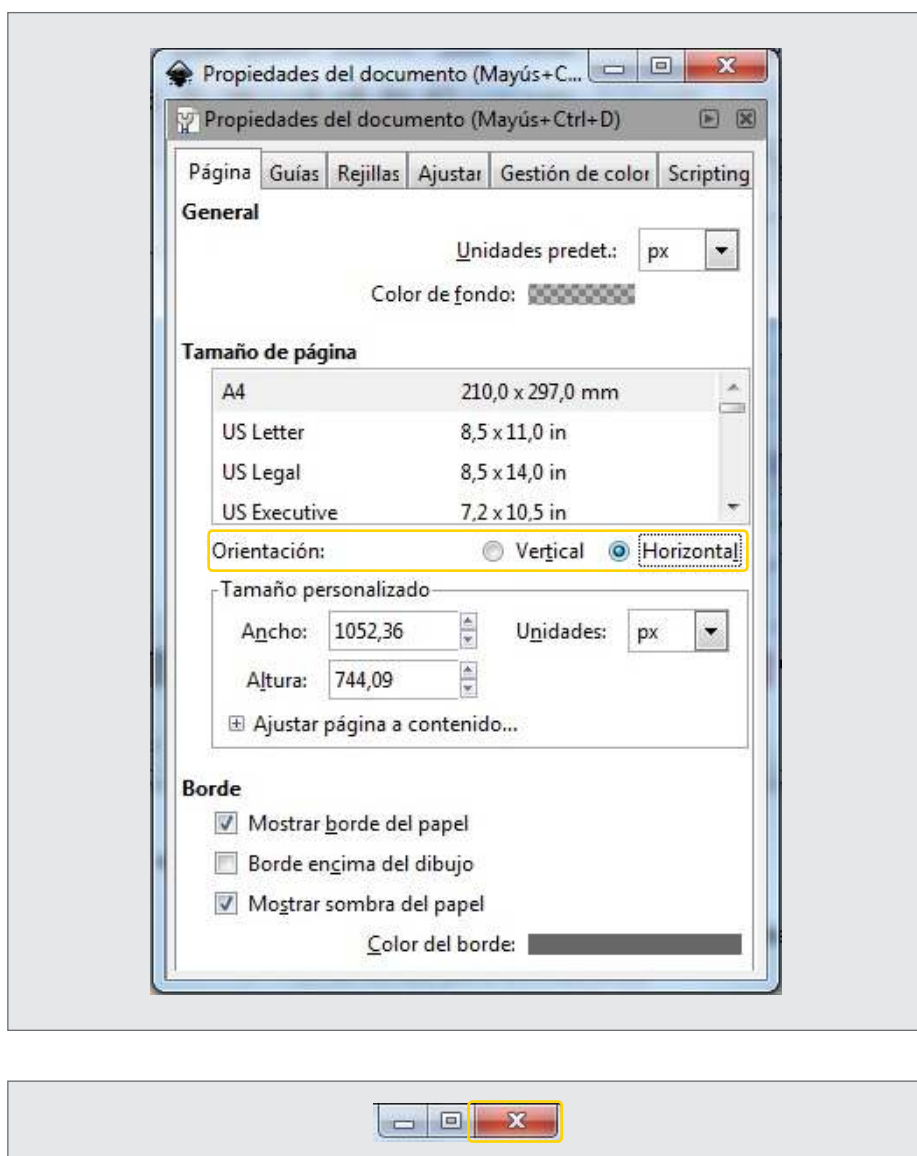 Propiedades del documento (Mayús+C...
Propiedades del documento (Mayús+Ctrl+D)
Página Guías Rejillas Ajustar Gestión de color Scripting
General
Unidades predet.: px
Color de fondo:
Tamaño de página
A4 210,0 x 297,0 mm
US Letter 8,5 x 11,0 in
US Legal 8,5 x 14,0 in
US Executive 7,2 x 10,5 in
Orientación: Vertical Horizontal
Tamaño personalizado
Ancho: 1052,36 Unidades: px
Altura: 744,09
Ajustar página a contenido...
Borde
Mostrar borde del papel
Borde encima del dibujo
Mostrar sombra del papel
Color del borde: